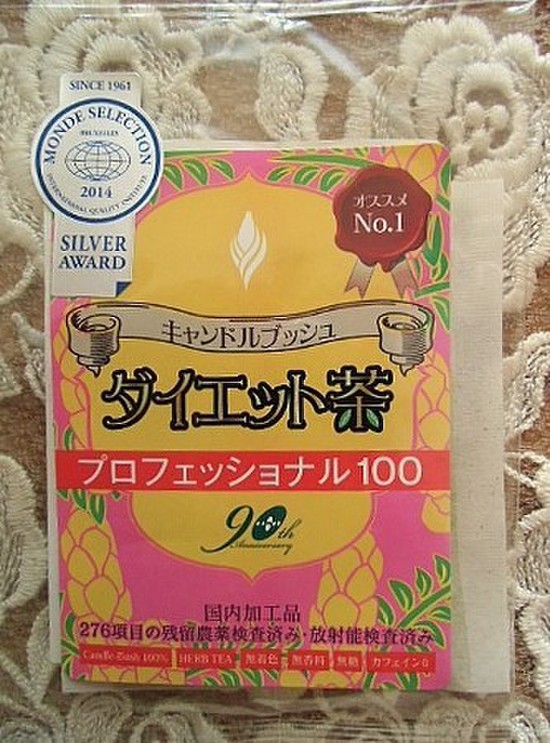 SINCE 1961
MONDE SELECTION
BRUXELLES
2014
INTERNATIONAL QUALITY INSTITUTE
SILVER
AWARD
オススメ
No.1
キャンドルブッシュ
ダイエット茶
プロフェッショナル100
90th
Anniversary
国内加工品
276項目の残留農薬検査済み・放射能検査済み
Candle Bush 100% HERB TEA 無着色 無香料 無糖 カフェイン0